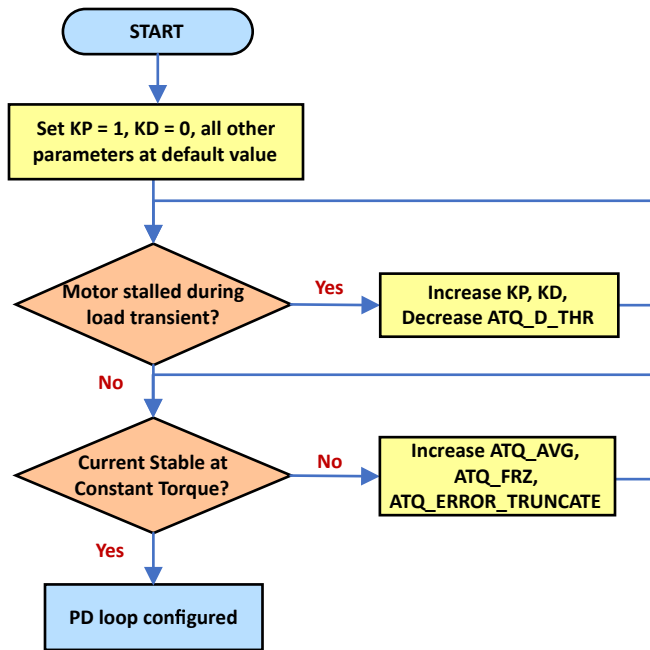 START
Set KP = 1, KD = 0, all other
parameters at default value
Motor stalled during
load transient?
Yes
Increase KP, KD,
Decrease ATQ_D_THR
No
Current Stable at
Constant Torque?
No
Increase ATQ_AVG,
ATQ_FRZ,
ATQ_ERROR_TRUNCATE
Yes
PD loop configured